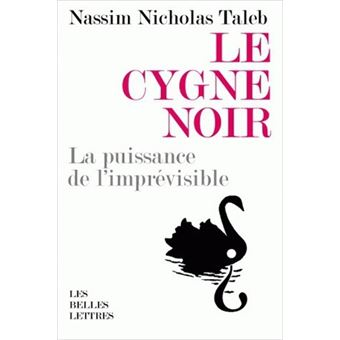 Nassim Nicholas Taleb
LE
CYGNE
NOIR
La puissance
de l'imprévisible
LES
BELLES
LETTRES